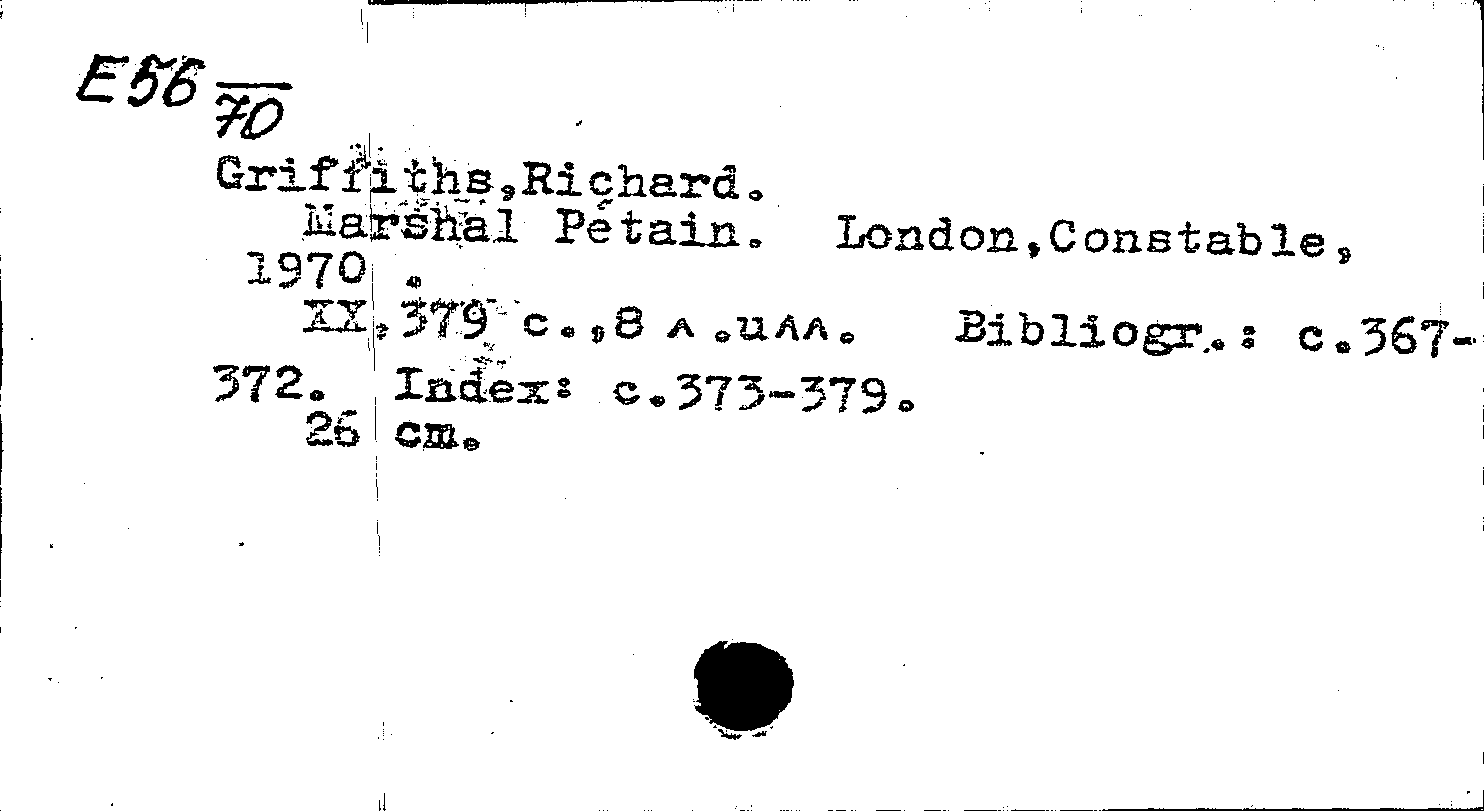 E56
70
Griffiths,Richard.
Marshal Pétain. London,Constable,
1970 .
XX,379 с.,8 л.илл. Bibliogr.: с.367-
372. Index: с.373-379.
26 cm.